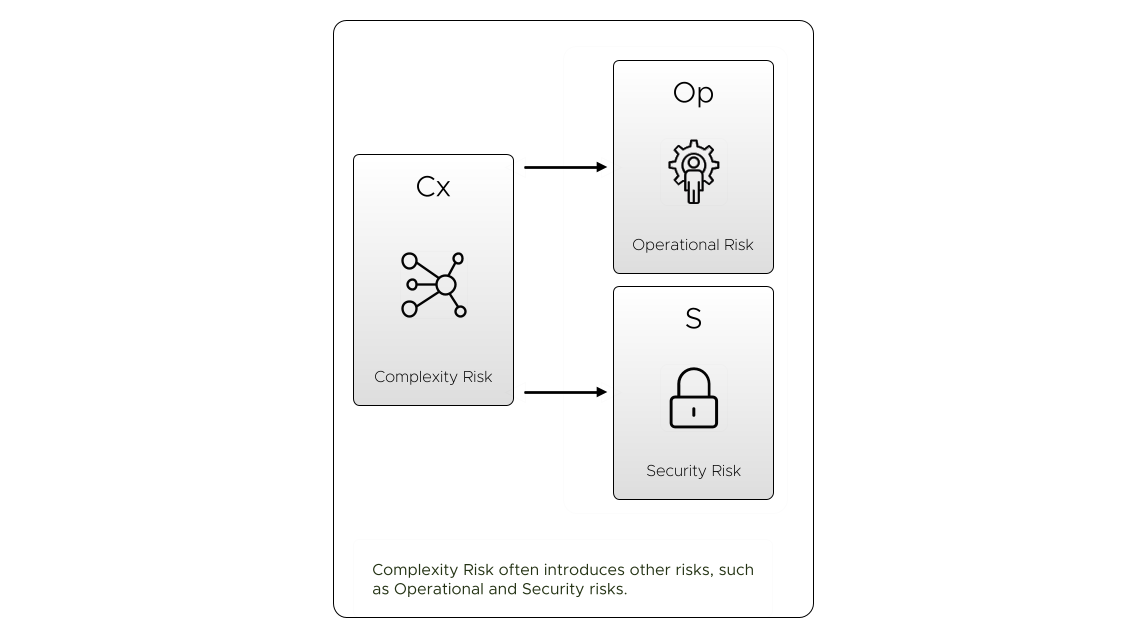 Cx
Complexity Risk
Op
Operational Risk
S
Security Risk
Complexity Risk often introduces other risks, such
as Operational and Security risks.